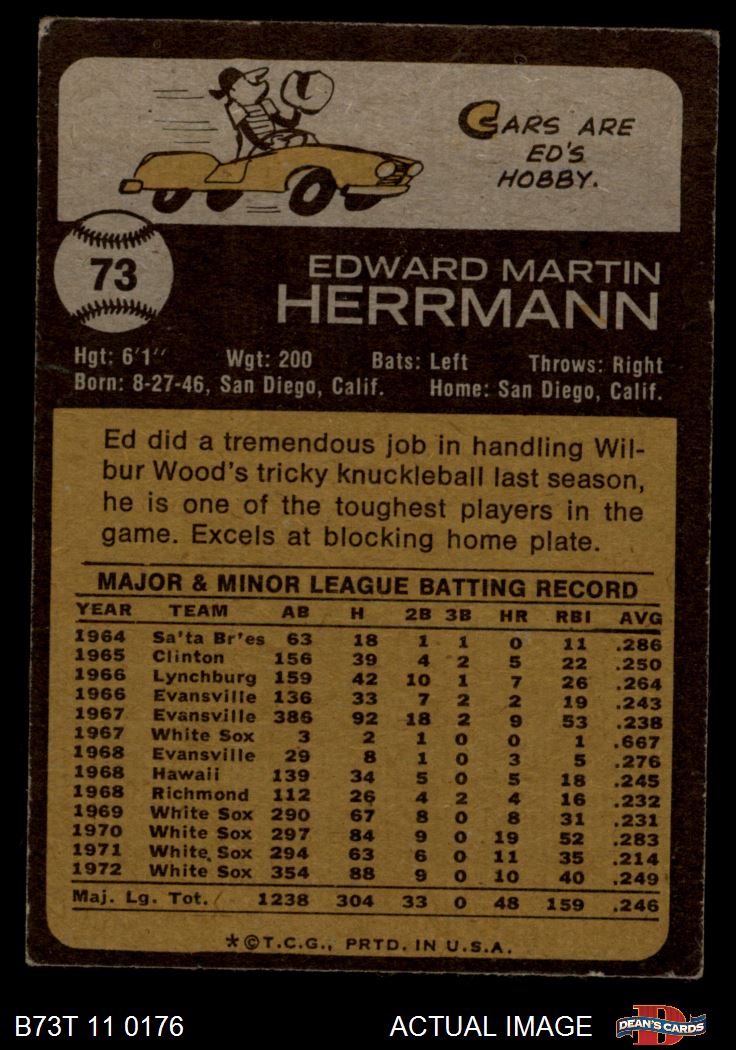 CARS ARE
ED'S
HOBBY.
73
EDWARD MARTIN
HERRMANN
Hgt: 6'1" Wgt: 200 Bats: Left Throws: Right
Born: 8-27-46, San Diego, Calif. Home: San Diego, Calif.
Ed did a tremendous job in handling Wil-
bur Wood's tricky knuckleball last season,
he is one of the toughest players in the
game. Excels at blocking home plate.
MAJOR & MINOR LEAGUE BATTING RECORD
YEAR TEAM AB H 2B 3B HR RBI AVG
1964 Sa'ta Br'es 63 18 1 1 0 11 .286
1965 Clinton 156 39 4 2 5 22 .250
1966 Lynchburg 159 42 10 1 7 26 .264
1966 Evansville 136 33 7 2 2 19 .243
1967 Evansville 386 92 18 2 9 53 .238
1967 White Sox 3 2 1 0 0 1 .667
1968 Evansville 29 8 1 0 3 5 .276
1968 Hawaii 139 34 5 0 5 18 .245
1968 Richmond 112 26 4 2 4 16 .232
1969 White Sox 290 67 8 0 8 31 .231
1970 White Sox 297 84 9 0 19 52 .283
1971 White Sox 294 63 6 0 11 35 .214
1972 White Sox 354 88 9 0 10 40 .249
Maj. Lg. Tot. 1238 304 33 0 48 159 .246
*©T.C.G., PRTD. IN U.S.A.
B73T 11 0176 ACTUAL IMAGE D DEAN'S CARDS